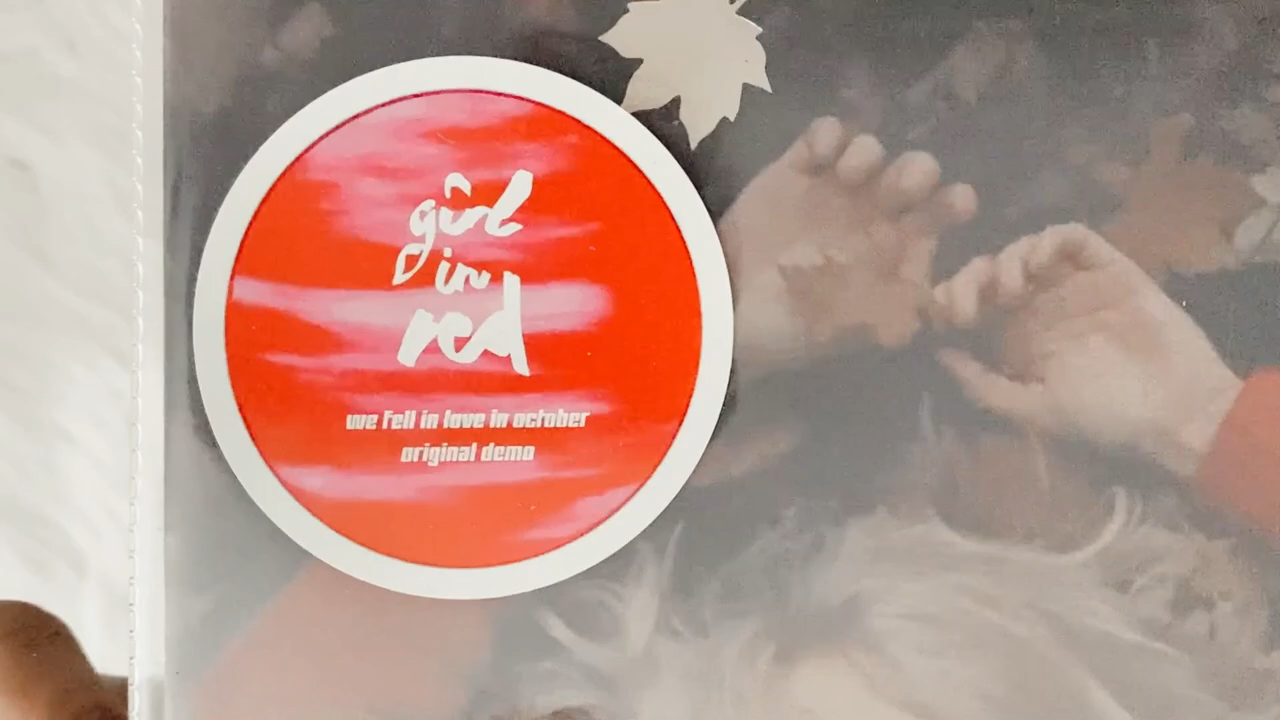 girl
in
red
we fell in love in october
original demo